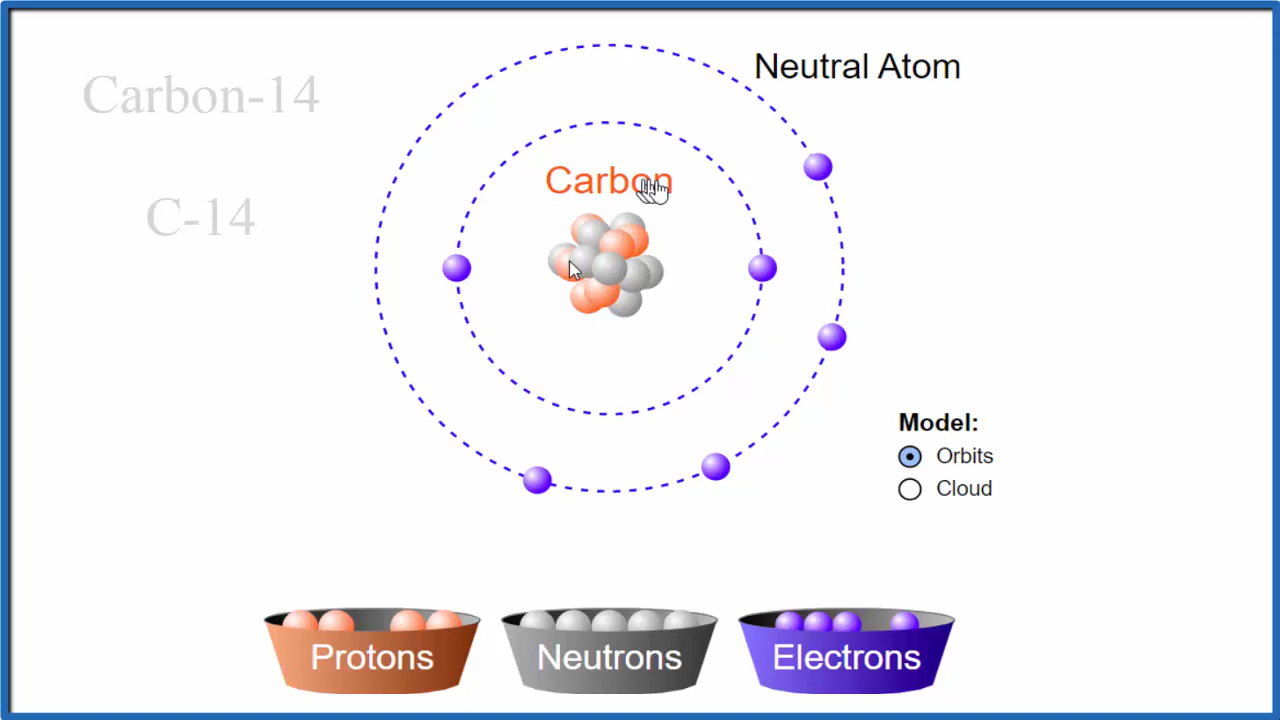 Carbon-14
C-14
Neutral Atom
Carbon
Model:
Orbits
Cloud
Protons
Neutrons
Electrons